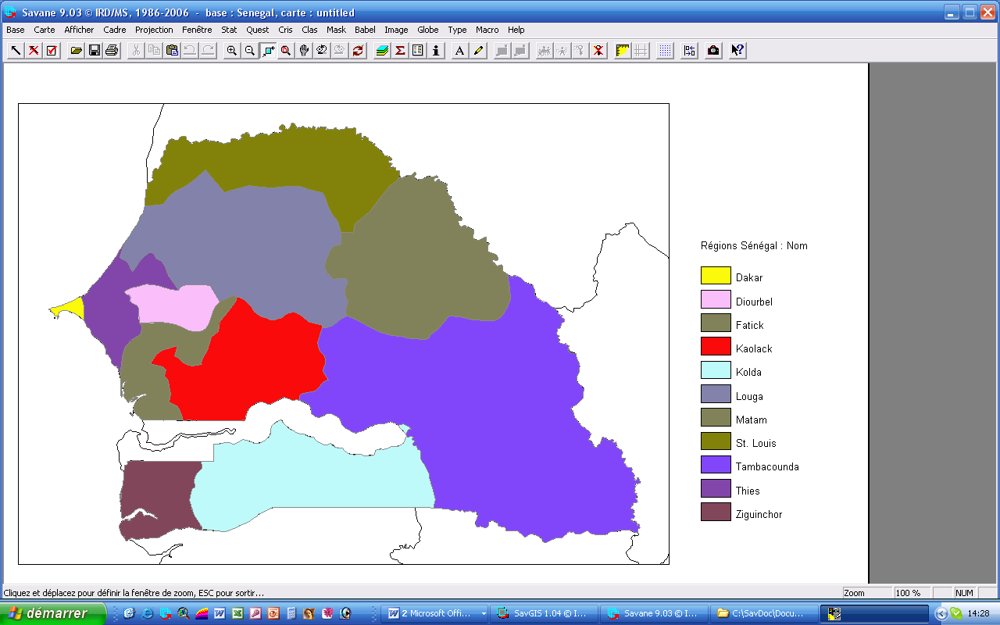 Savane 9.03 © IRD/MS, 1986-2006 - base : Senegal, carte : untitled
Base Carte Afficher Cadre Projection Fenêtre Stat Quest Cris Clas Mask Babel Image Globe Type Macro Help
Régions Sénégal : Nom
Dakar
Diourbel
Fatick
Kaolack
Kolda
Louga
Matam
St. Louis
Tambacounda
Thies
Ziguinchor
Cliquez et déplacez pour définir la fenêtre de zoom, ESC pour sortir... Zoom 100 % NUM
démarrer 2 Microsoft Offi... SavGIS 1.04 © I... Savane 9.03 © I... C:\SavDoc\Docu... 14:28